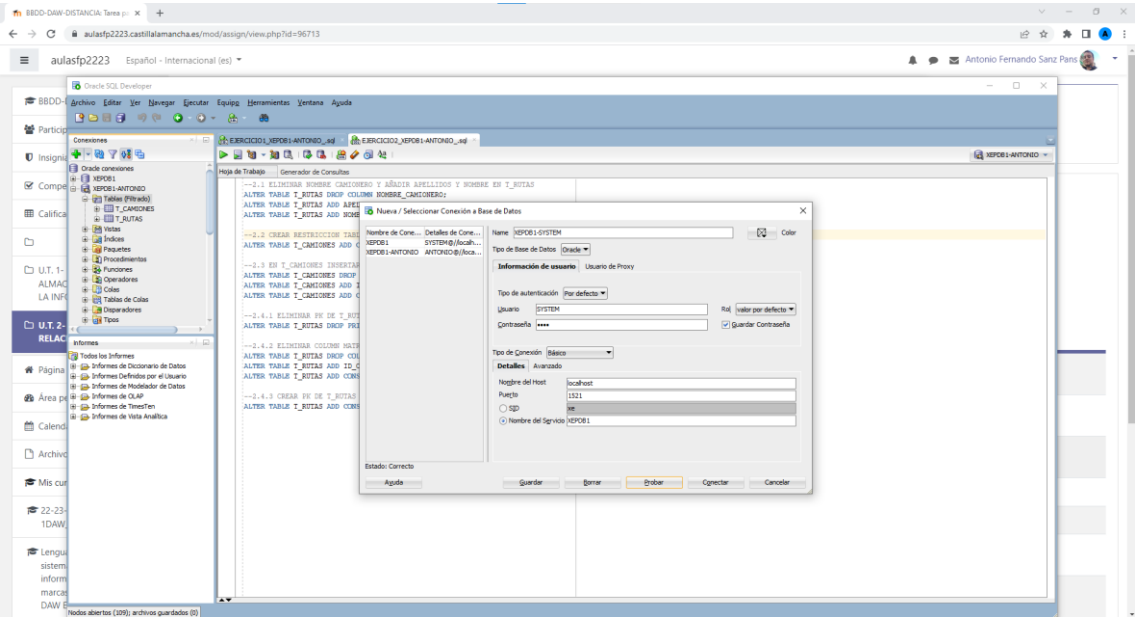 BBDD-DAW-DISTANCIA: Tarea p
aulasfp2223.castillalamancha.es/mod/assign/view.php?id=96713
aulasfp2223
Español - Internacional (es)
Antonio Fernando Sanz Pans
Oracle SQL Developer
BBDD-
Archivo Editar Ver Navegar Ejecutar Equipo Herramientas Ventana Ayuda
Particip
Insignia
Compe
Califica
U.T. 1-
ALMAC
LA INFO
U.T. 2-
RELAC
Página
Área pe
Calend
Archivo
Mis cur
22-23-
1DAW,
Lengua
sistem
inform
marcas
DAW
Conexiones
Oracle conexiones
XEPDB1
XEPDB1-ANTONIO
Tablas (Filtrado)
T_CAMIONES
T_RUTAS
Vistas
Índices
Paquetes
Procedimientos
Funciones
Operadores
Colas
Tablas de Colas
Disparadores
Tipos
Informes
Todos los Informes
Informes de Diccionario de Datos
Informes Definidos por el Usuario
Informes de Modelador de Datos
Informes de OLAP
Informes de TimesTen
Informes de Vista Analítica
Nodos abiertos (109); archivos guardados (0)
EJERCICIO1_XEPDB1-ANTONIO_.sql
EJERCICIO2_XEPDB1-ANTONIO_.sql
XEPDB1-ANTONIO
Hoja de Trabajo Generador de Consultas
--2.1 ELIMINAR NOMBRE CAMIONERO Y AÑADIR APELLIDOS Y NOMBRE EN T_RUTAS
ALTER TABLE T_RUTAS DROP COLUMN NOMBRE_CAMIONERO;
ALTER TABLE T_RUTAS ADD APEL
ALTER TABLE T_RUTAS ADD NOMB
--2.2 CREAR RESTRICCION TABL
ALTER TABLE T_CAMIONES ADD C
--2.3 EN T_CAMIONES INSERTAR
ALTER TABLE T_CAMIONES DROP
ALTER TABLE T_CAMIONES ADD I
ALTER TABLE T_CAMIONES ADD C
--2.4.1 ELIMINAR PK DE T_RUT
ALTER TABLE T_RUTAS DROP PRI
--2.4.2 ELIMINAR COLUMN MATR
ALTER TABLE T_RUTAS DROP COL
ALTER TABLE T_RUTAS ADD ID_C
ALTER TABLE T_RUTAS ADD CONS
--2.4.3 CREAR PK DE T_RUTAS
ALTER TABLE T_RUTAS ADD CONS
Nueva / Seleccionar Conexión a Base de Datos
Nombre de Cone... Detalles de Cone...
XEPDB1 SYSTEM@//localh...
XEPDB1-ANTONIO ANTONIO@//loca...
Name XEPDB1-SYSTEM
Color
Tipo de Base de Datos Oracle
Información de usuario Usuario de Proxy
Tipo de autenticación Por defecto
Usuario SYSTEM
Rol valor por defecto
Contraseña ••••
Guardar Contraseña
Tipo de Conexión Básico
Detalles Avanzado
Nombre del Host localhost
Puerto 1521
SID xe
Nombre del Servicio XEPDB1
Estado: Correcto
Ayuda Guardar Borrar Probar Conectar Cancelar